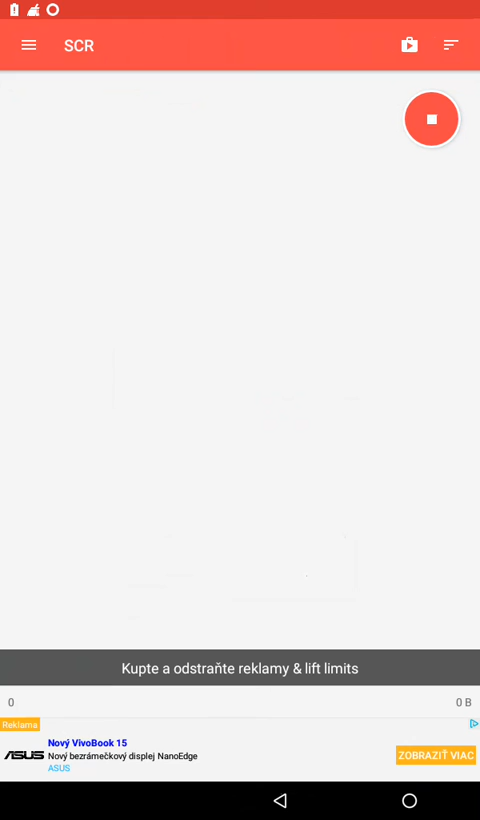 SCR
Kupte a odstraňte reklamy & lift limits
0
0 B
Reklama
Nový VivoBook 15
ASUS
Nový bezrámečkový displej NanoEdge
ASUS
ZOBRAZIŤ VIAC